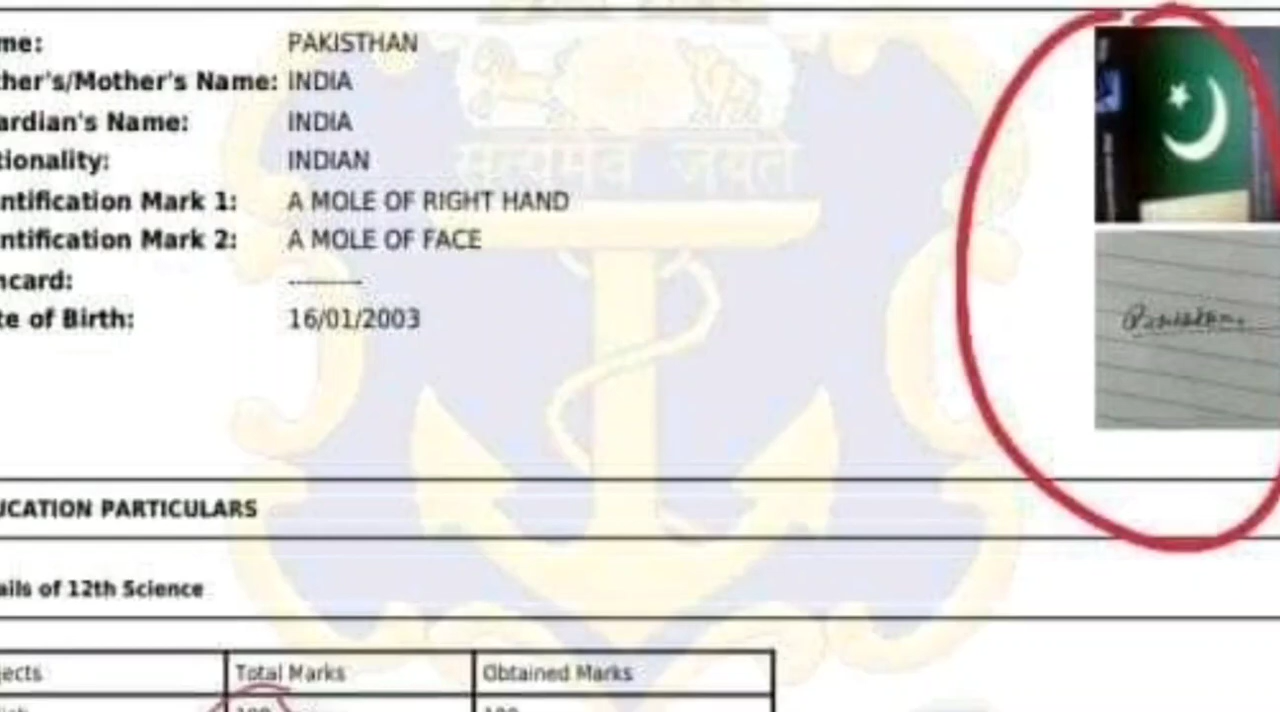 me: PAKISTHAN
ther's/Mother's Name: INDIA
ardian's Name: INDIA
tionality: INDIAN
ntification Mark 1: A MOLE OF RIGHT HAND
ntification Mark 2: A MOLE OF FACE
ncard: ----------
te of Birth: 16/01/2003
सत्यमेव जयते
UCATION PARTICULARS
ails of 12th Science
jects Total Marks Obtained Marks